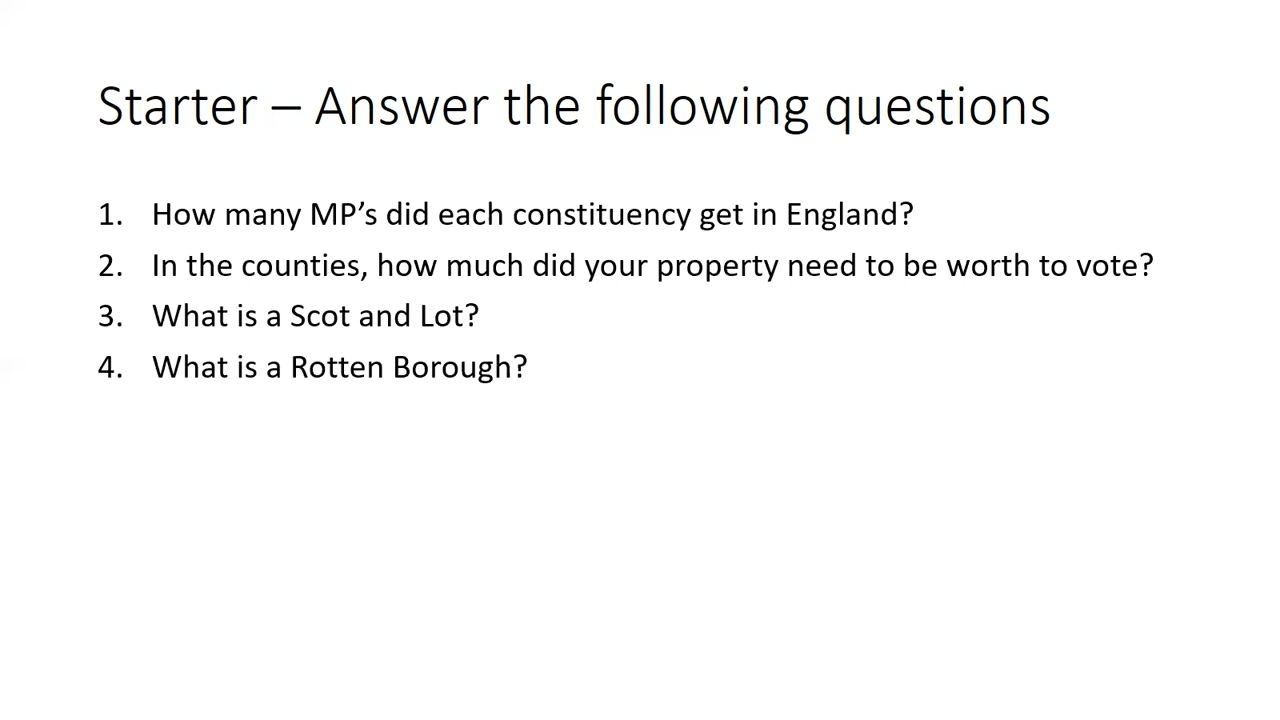 Starter – Answer the following questions
1. How many MP’s did each constituency get in England?
2. In the counties, how much did your property need to be worth to vote?
3. What is a Scot and Lot?
4. What is a Rotten Borough?